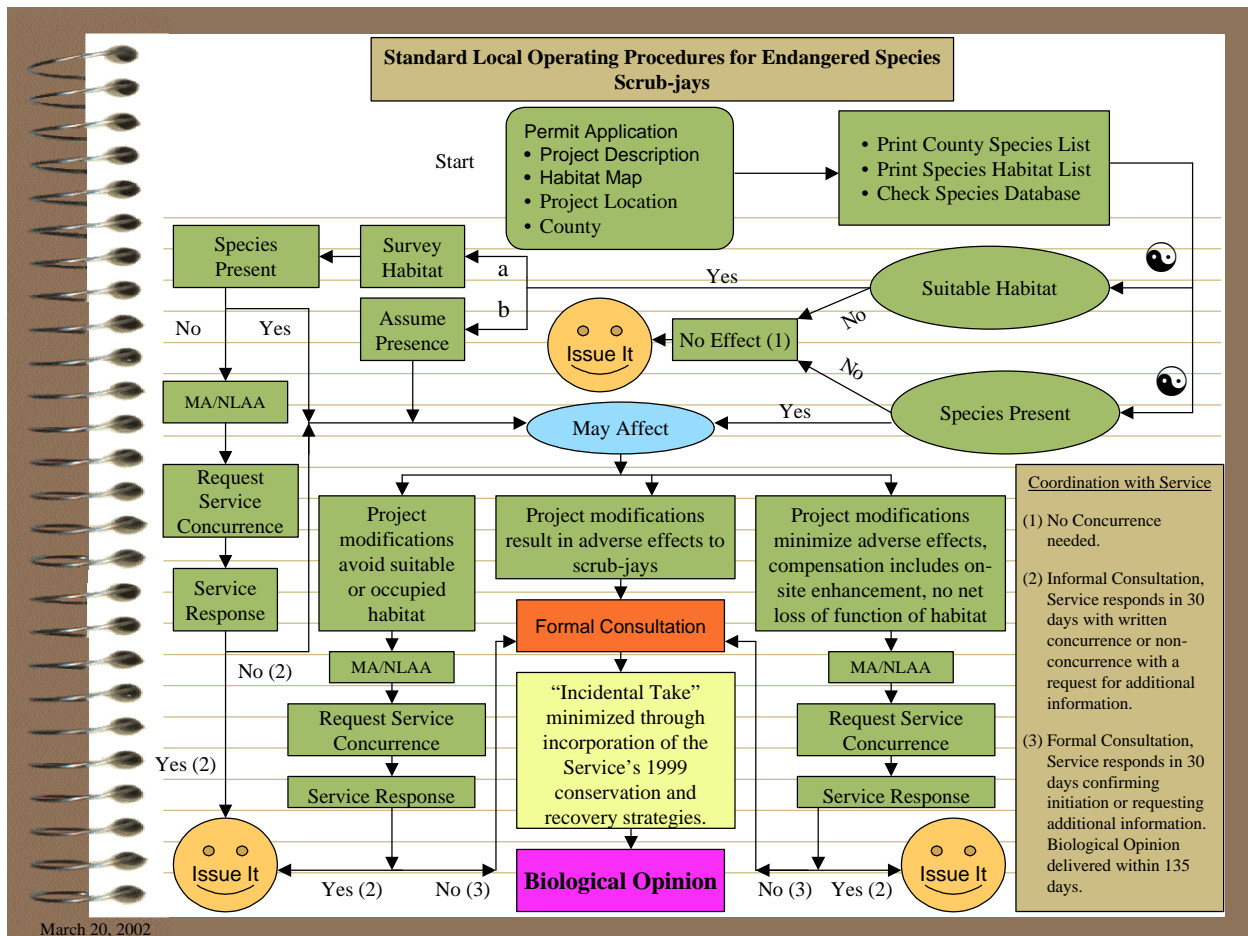 Standard Local Operating Procedures for Endangered Species
Scrub-jays
Start
Permit Application
• Project Description
• Habitat Map
• Project Location
• County
• Print County Species List
• Print Species Habitat List
• Check Species Database
Species
Present
Survey
Habitat
a
b
Yes
Suitable Habitat
No
Yes
Assume
Presence
Issue It
No Effect (1)
No
No
MA/NLAA
May Affect
Yes
Species Present
Request
Service
Concurrence
Service
Response
No (2)
Yes (2)
Project
modifications
avoid suitable
or occupied
habitat
Project modifications
result in adverse effects to
scrub-jays
Project modifications
minimize adverse effects,
compensation includes on-
site enhancement, no net
loss of function of habitat
Formal Consultation
MA/NLAA
MA/NLAA
Request Service
Concurrence
Service Response
“Incidental Take”
minimized through
incorporation of the
Service’s 1999
conservation and
recovery strategies.
Request Service
Concurrence
Service Response
Issue It
Yes (2)
No (3)
Biological Opinion
No (3)
Yes (2)
Issue It
Coordination with Service
(1) No Concurrence
needed.
(2) Informal Consultation,
Service responds in 30
days with written
concurrence or non-
concurrence with a
request for additional
information.
(3) Formal Consultation,
Service responds in 30
days confirming
initiation or requesting
additional information.
Biological Opinion
delivered within 135
days.
March 20, 2002